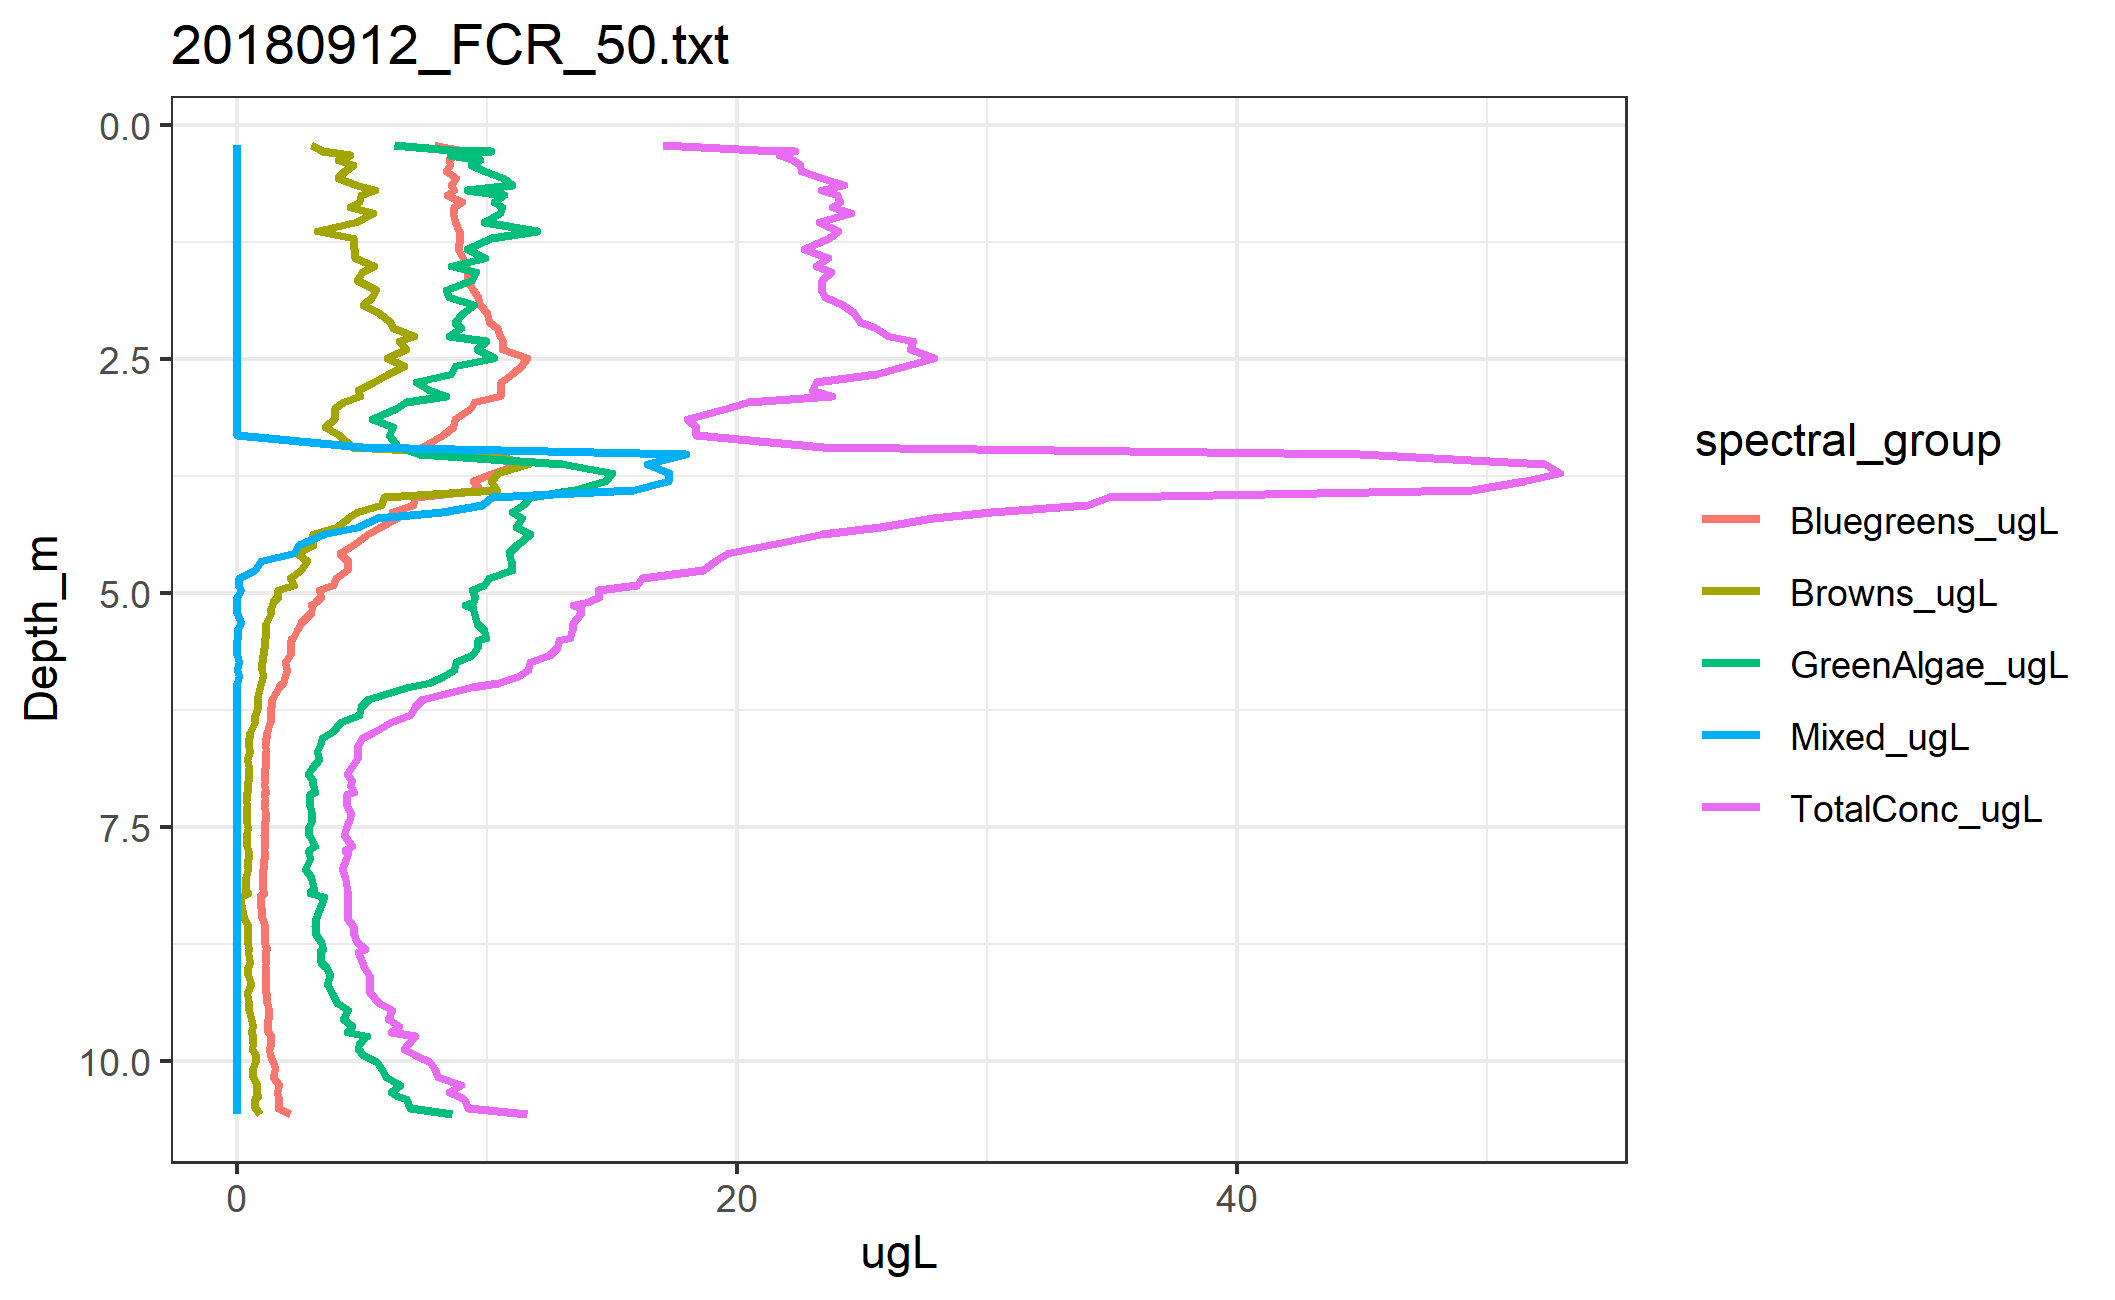 20180912_FCR_50.txt
0.0
2.5
5.0
7.5
10.0
Depth_m
0 20 40
ugL
spectral_group
Bluegreens_ugL
Browns_ugL
GreenAlgae_ugL
Mixed_ugL
TotalConc_ugL